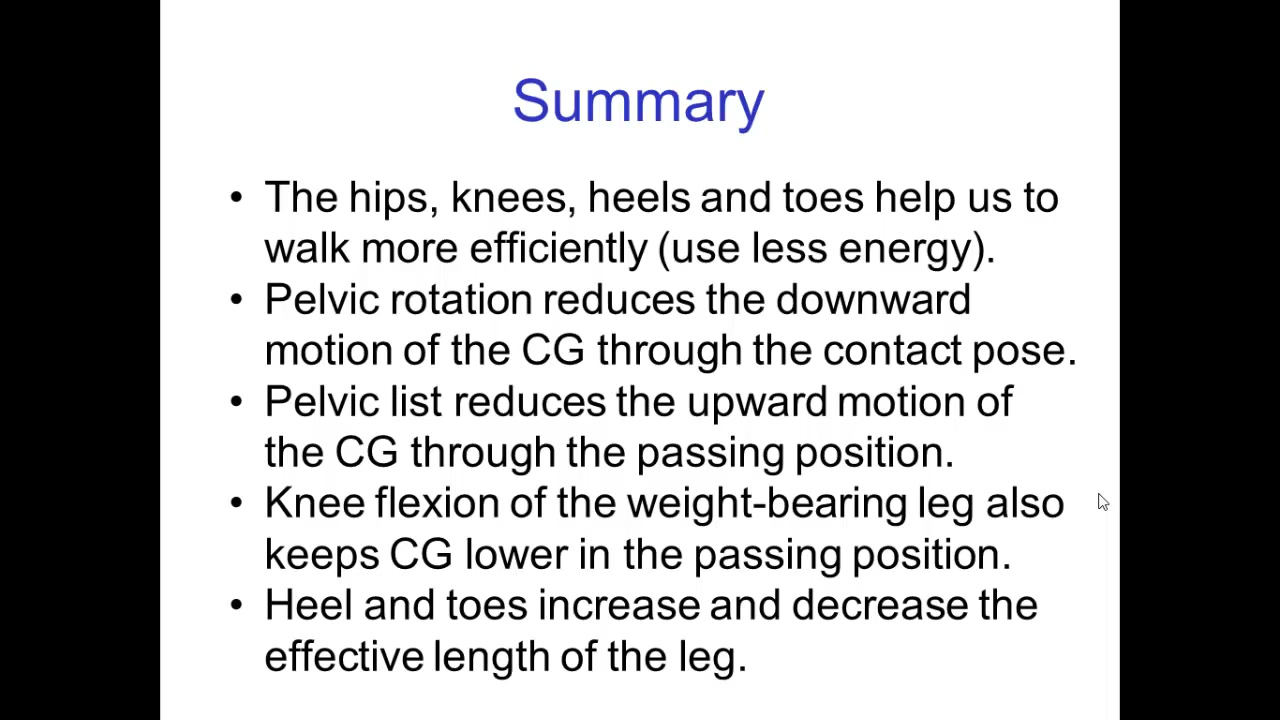 Summary
• The hips, knees, heels and toes help us to
walk more efficiently (use less energy).
• Pelvic rotation reduces the downward
motion of the CG through the contact pose.
• Pelvic list reduces the upward motion of
the CG through the passing position.
• Knee flexion of the weight-bearing leg also
keeps CG lower in the passing position.
• Heel and toes increase and decrease the
effective length of the leg.